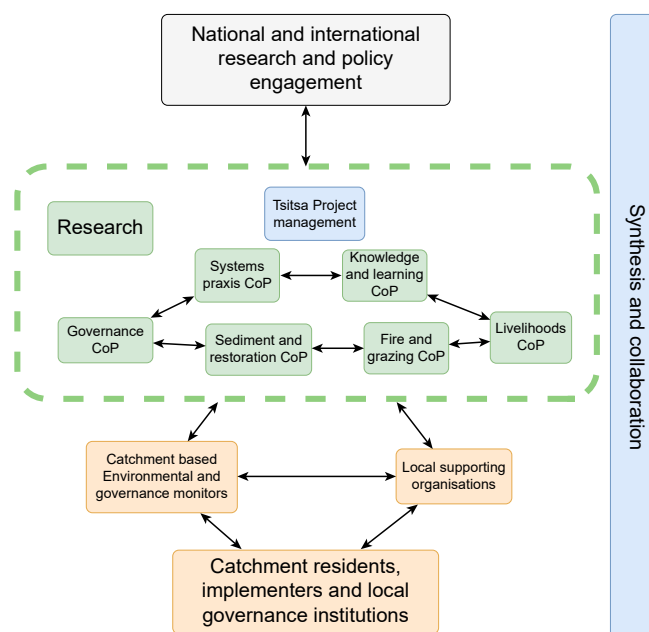 National and international
research and policy
engagement
Tsitsa Project
management
Research
Systems
praxis CoP
Knowledge
and learning
CoP
Governance
CoP
Sediment and
restoration CoP
Fire and
grazing CoP
Livelihoods
CoP
Catchment based
Environmental and
governance monitors
Local supporting
organisations
Catchment residents,
implementers and local
governance institutions
Synthesis and collaboration